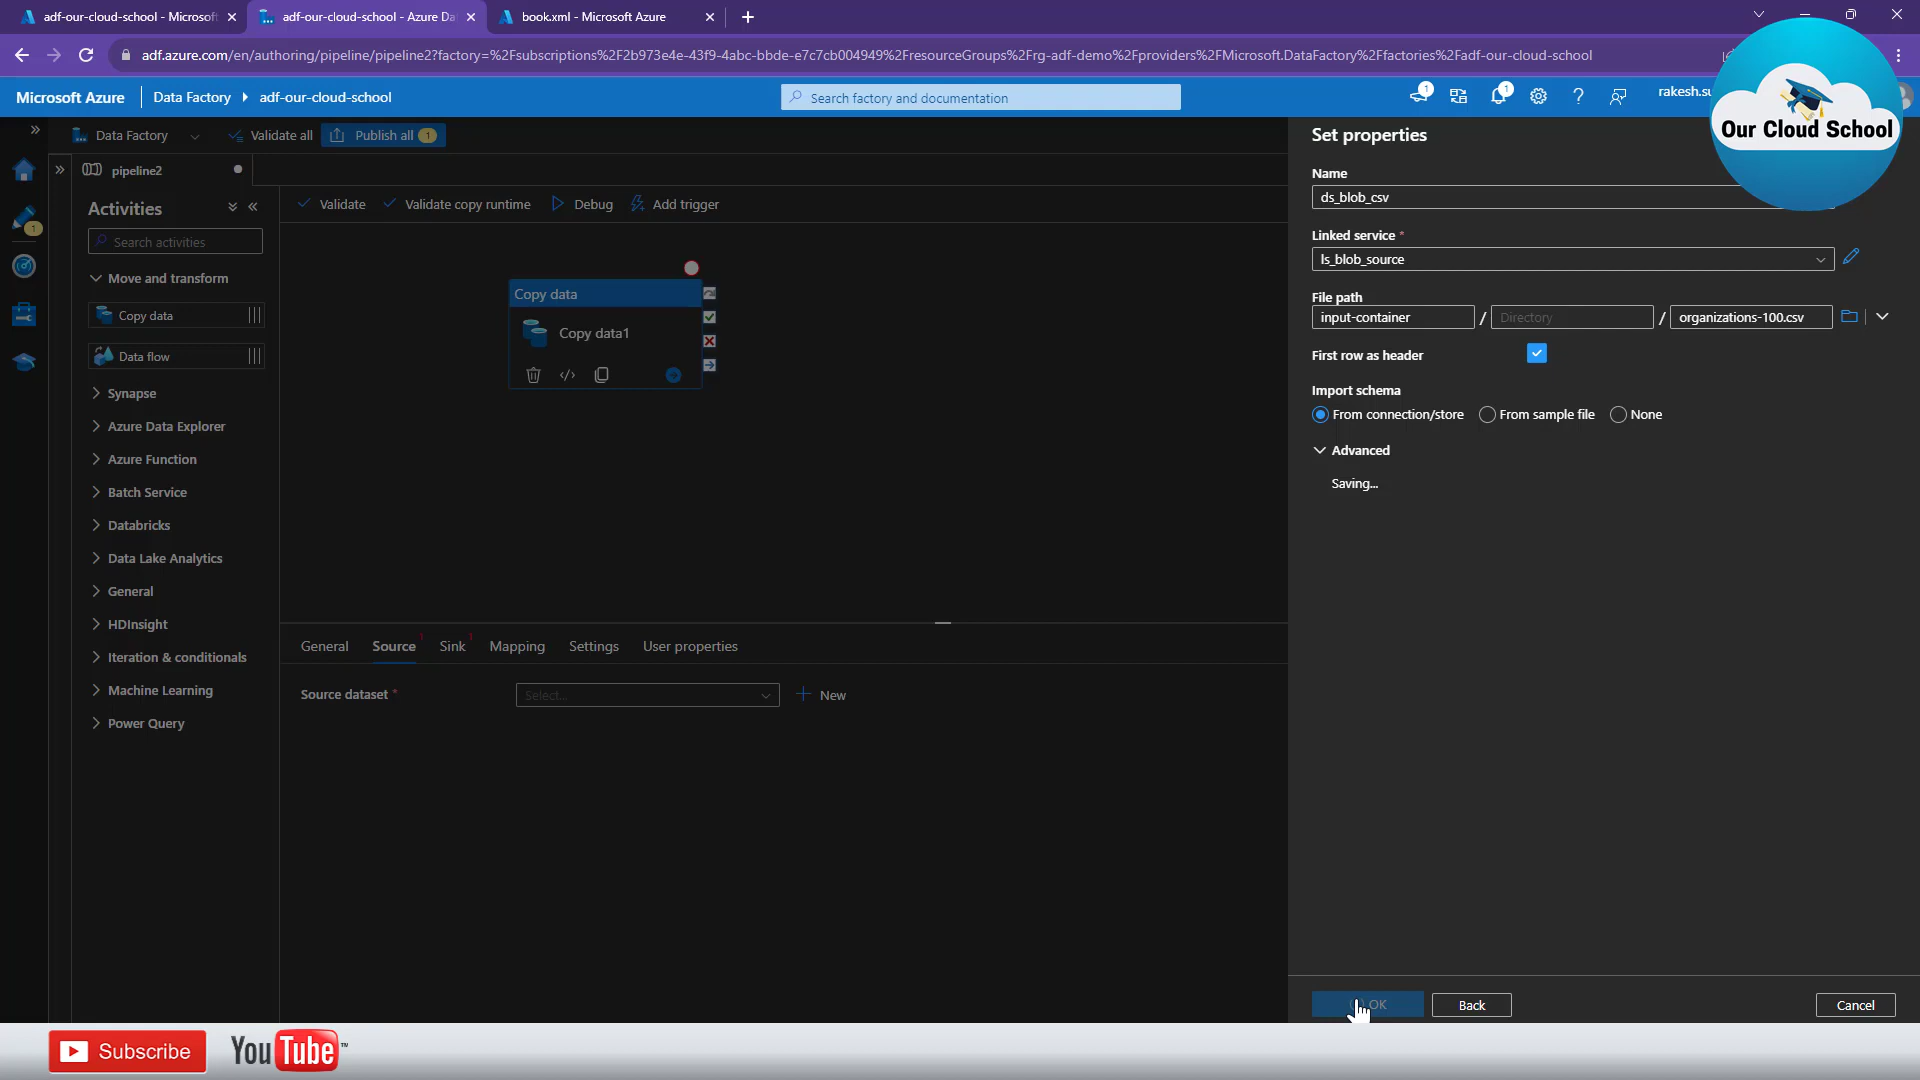 adf-our-cloud-school - Microsof
adf-our-cloud-school - Azure Da
book.xml - Microsoft Azure
adf.azure.com/en/authoring/pipeline/pipeline2?factory=%2Fsubscriptions%2F2b973e4e-43f9-4abc-bbde-e7c7cb004949%2FresourceGroups%2Frg-adf-demo%2Fproviders%2FMicrosoft.DataFactory%2Ffactories%2Fadf-our-cloud-school
Microsoft Azure
Data Factory
adf-our-cloud-school
Search factory and documentation
1
1
rakesh.su
Our Cloud School
Data Factory
Validate all
Publish all 1
pipeline2
Activities
Search activities
1
Move and transform
Copy data
Data flow
Synapse
Azure Data Explorer
Azure Function
Batch Service
Databricks
Data Lake Analytics
General
HDInsight
Iteration & conditionals
Machine Learning
Power Query
Validate
Validate copy runtime
Debug
Add trigger
Copy data
Copy data1
General
Source 1
Sink 1
Mapping
Settings
User properties
Source dataset *
Select...
New
Set properties
Name
ds_blob_csv
Linked service *
ls_blob_source
File path
input-container / Directory / organizations-100.csv
First row as header
Import schema
From connection/store
From sample file
None
Advanced
Saving...
OK
Back
Cancel
Subscribe
YouTube™